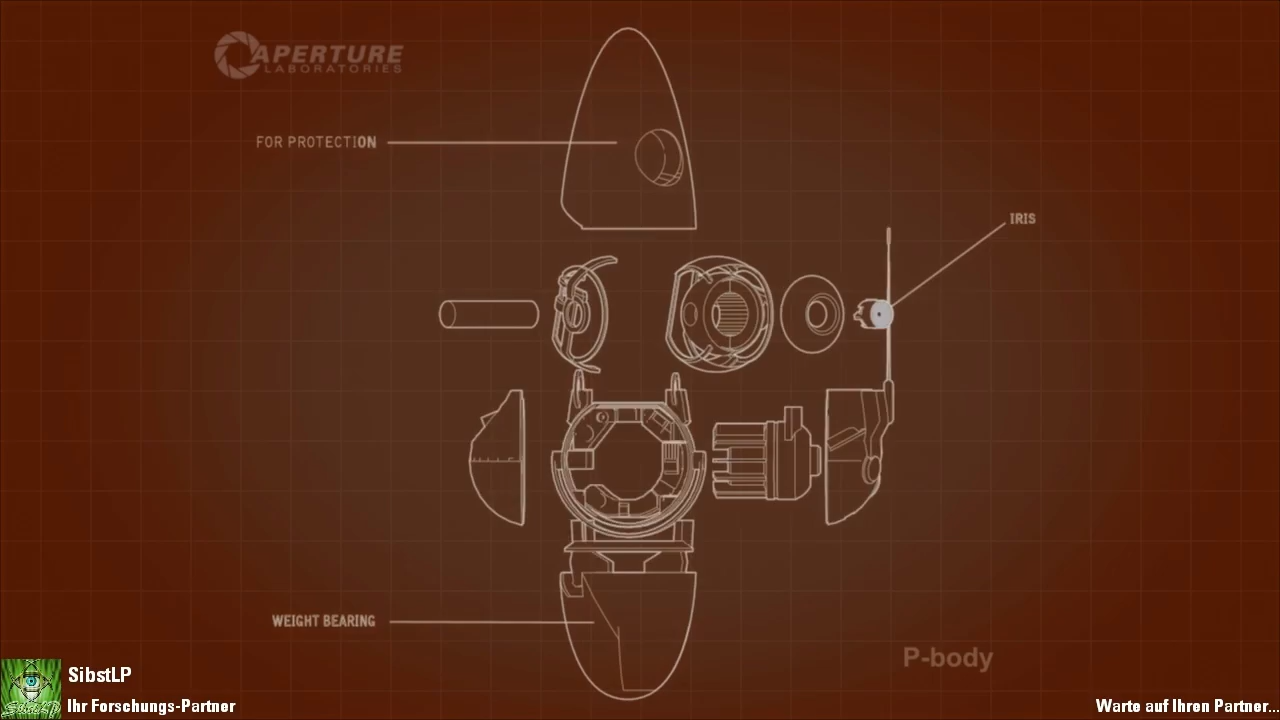 APERTURE
LABORATORIES
FOR PROTECTION
IRIS
WEIGHT BEARING
P-body
SibstLP
Ihr Forschungs-Partner
Warte auf Ihren Partner...